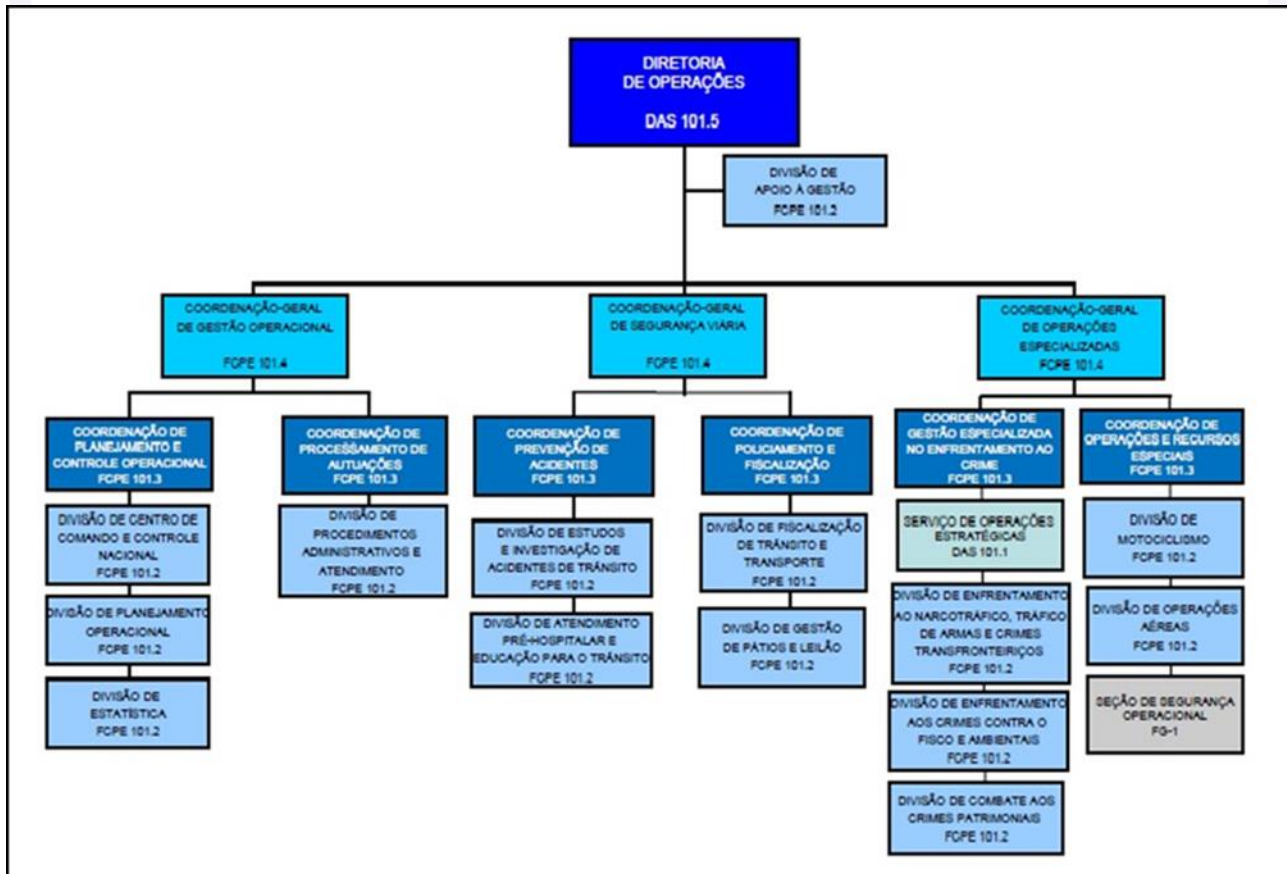 DIRETORIA
DE OPERAÇÕES
DAS 101.5
DIVISÃO DE
APOIO À GESTÃO
FCPE 101.2
COORDENAÇÃO-GERAL
DE GESTÃO OPERACIONAL
FCPE 101.4
COORDENAÇÃO-GERAL
DE SEGURANÇA VIÁRIA
FCPE 101.4
COORDENAÇÃO-GERAL
DE OPERAÇÕES
ESPECIALIZADAS
FCPE 101.4
COORDENAÇÃO DE
PLANEJAMENTO E
CONTROLE OPERACIONAL
FCPE 101.3
DIVISÃO DE CENTRO DE
COMANDO E CONTROLE
NACIONAL
FCPE 101.2
DIVISÃO DE PLANEJAMENTO
OPERACIONAL
FCPE 101.2
DIVISÃO DE
ESTATÍSTICA
FCPE 101.2
COORDENAÇÃO DE
PROCESSAMENTO DE
AUTUAÇÕES
FCPE 101.3
DIVISÃO DE
PROCEDIMENTOS
ADMINISTRATIVOS E
ATENDIMENTO
FCPE 101.2
COORDENAÇÃO DE
PREVENÇÃO DE
ACIDENTES
FCPE 101.3
DIVISÃO DE ESTUDOS
E INVESTIGAÇÃO DE
ACIDENTES DE TRÂNSITO
FCPE 101.2
DIVISÃO DE ATENDIMENTO
PRÉ-HOSPITALAR E
EDUCAÇÃO PARA O TRÂNSITO
FCPE 101.2
COORDENAÇÃO DE
POLICIAMENTO E
FISCALIZAÇÃO
FCPE 101.3
DIVISÃO DE FISCALIZAÇÃO
DE TRÂNSITO E
TRANSPORTE
FCPE 101.2
DIVISÃO DE GESTÃO
DE PÁTIOS E LEILÃO
FCPE 101.2
COORDENAÇÃO DE
GESTÃO ESPECIALIZADA
NO ENFRENTAMENTO AO
CRIME
FCPE 101.3
SERVIÇO DE OPERAÇÕES
ESTRATÉGICAS
DAS 101.1
DIVISÃO DE ENFRENTAMENTO
AO NARCOTRÁFICO, TRÁFICO
DE ARMAS E CRIMES
TRANSFRONTEIRIÇOS
FCPE 101.2
DIVISÃO DE ENFRENTAMENTO
AOS CRIMES CONTRA O
FISCO E AMBIENTAIS
FCPE 101.2
DIVISÃO DE COMBATE AOS
CRIMES PATRIMONIAIS
FCPE 101.2
COORDENAÇÃO DE
OPERAÇÕES E RECURSOS
ESPECIAIS
FCPE 101.3
DIVISÃO DE
MOTOCICLISMO
FCPE 101.2
DIVISÃO DE OPERAÇÕES
AÉREAS
FCPE 101.2
SEÇÃO DE SEGURANÇA
OPERACIONAL
FG-1